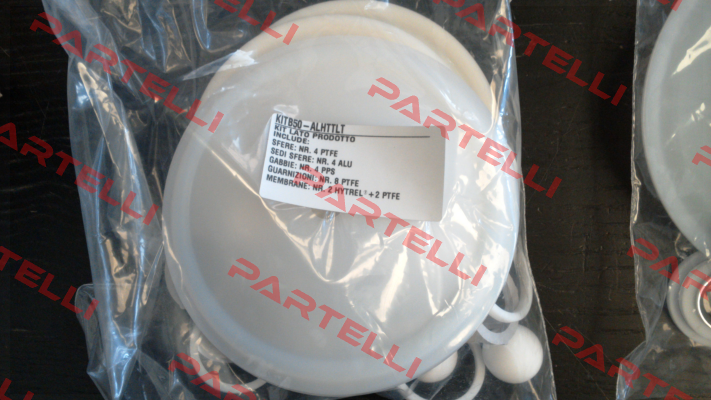 KITB50-ALHTTLT
KIT LATO PRODOTTO
INCLUDE:
SFERE: NR. 4 PTFE
SEDI SFERE: NR. 4 ALU
GABBIE: NR. 4 PPS
GUARNIZIONI: NR. 8 PTFE
MEMBRANE: NR. 2 HYTREL®+2 PTFE
PARTELLI
PARTELLI
PARTELLI
PARTELLI
PARTELLI
PARTELLI
PARTELLI
PARTELLI
PARTELLI